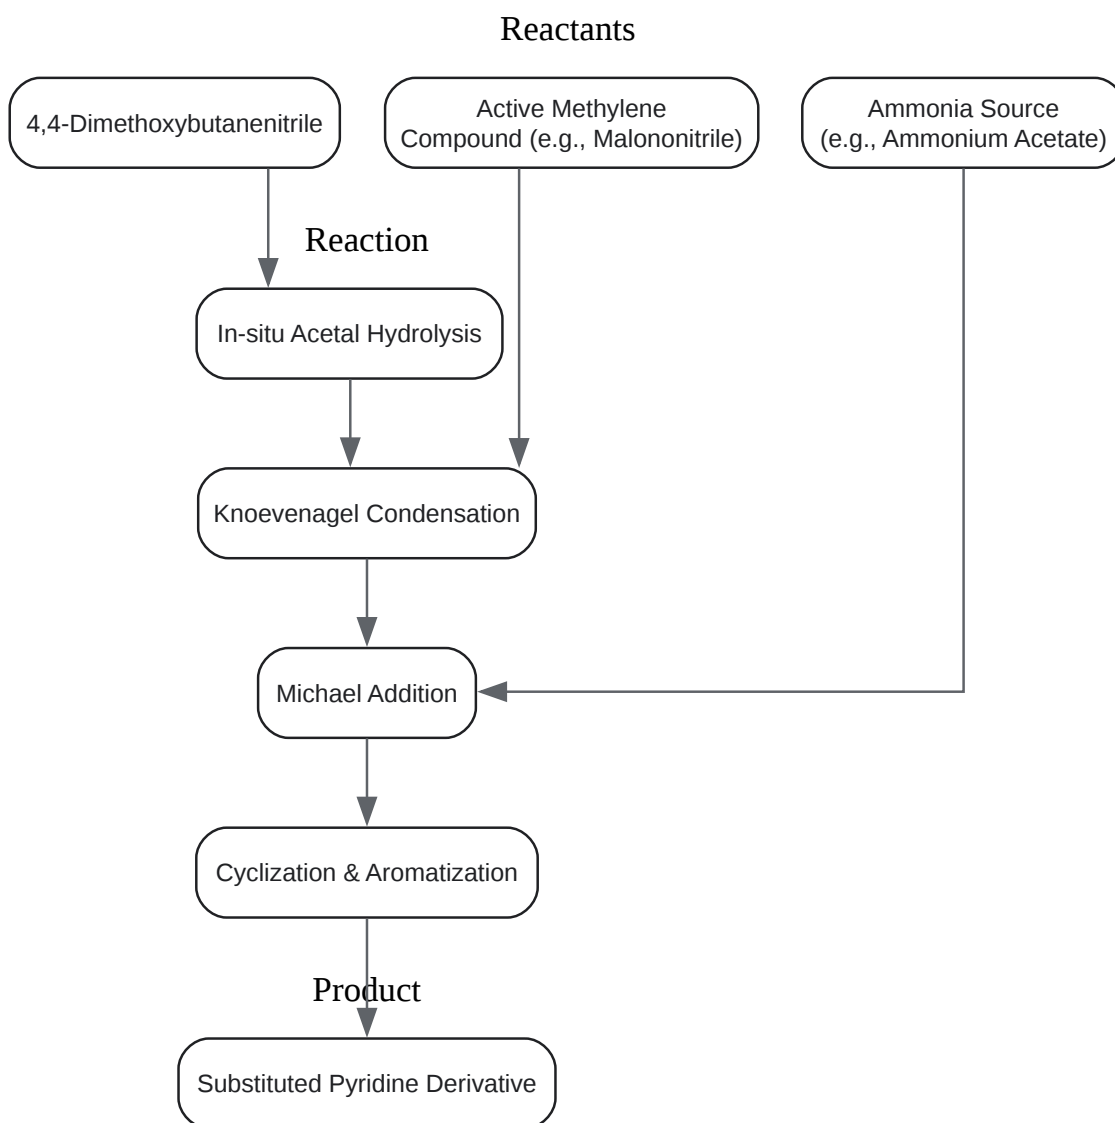 Reactants
4,4-Dimethoxybutanenitrile
Active Methylene
Compound (e.g., Malononitrile)
Ammonia Source
(e.g., Ammonium Acetate)
Reaction
In-situ Acetal Hydrolysis
Knoevenagel Condensation
Michael Addition
Cyclization & Aromatization
Product
Substituted Pyridine Derivative